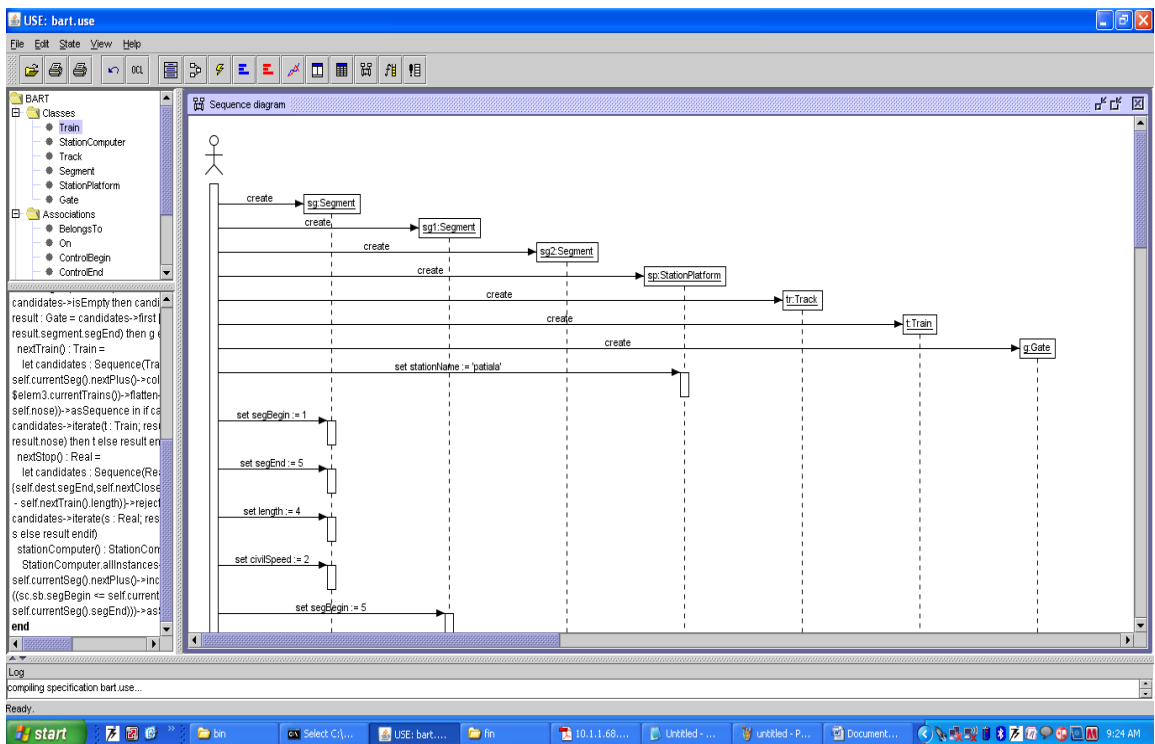 USE: bart.use
File Edit State View Help
OCL
BART
Classes
Train
StationComputer
Track
Segment
StationPlatform
Gate
Associations
BelongsTo
On
ControlBegin
ControlEnd
candidates->isEmpty then candi
result : Gate = candidates->first |
result.segment.segEnd) then g e
nextTrain() : Train =
let candidates : Sequence(Tra
self.currentSeg().nextPlus()->col
$elem3.currentTrains())->flatten-
self.nose))->asSequence in if ca
candidates->iterate(t : Train; resu
result.nose) then t else result en
nextStop() : Real =
let candidates : Sequence(Rea
{self.dest.segEnd,self.nextClose
- self.nextTrain().length)}->reject
candidates->iterate(s : Real; res
s else result endif)
stationComputer() : StationCom
StationComputer.allInstances-
self.currentSeg().nextPlus()->inc
((sc.sb.segBegin <= self.current
self.currentSeg().segEnd)))->as
end
Sequence diagram
create sg:Segment
create sg1:Segment
create sg2:Segment
create sp:StationPlatform
create tr:Track
create t:Train
create g:Gate
set stationName := 'patiala'
set segBegin := 1
set segEnd := 5
set length := 4
set civilSpeed := 2
set segBegin := 5
Log
compiling specification bart.use...
Ready.
start bin Select C:\... USE: bart.... fin 10.1.1.68.... Untitled - ... untitled - P... Document... 9:24 AM